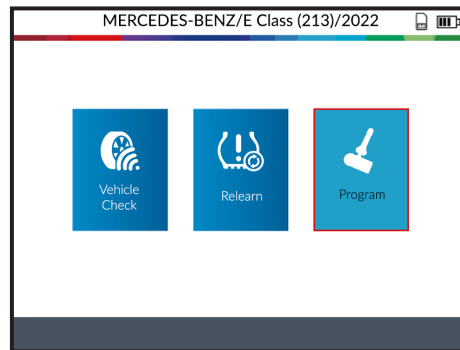 MERCEDES-BENZ/E Class (213)/2022
Vehicle
Check
Relearn
Program